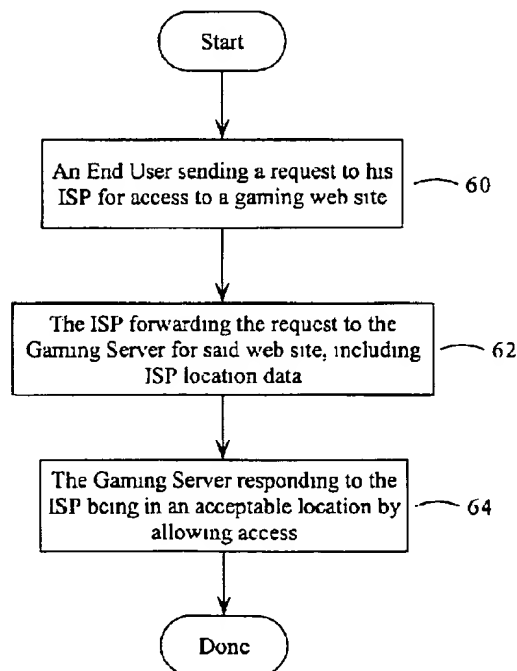 Start
An End User sending a request to his
ISP for access to a gaming web site
60
The ISP forwarding the request to the
Gaming Server for said web site, including
ISP location data
62
The Gaming Server responding to the
ISP being in an acceptable location by
allowing access
64
Done